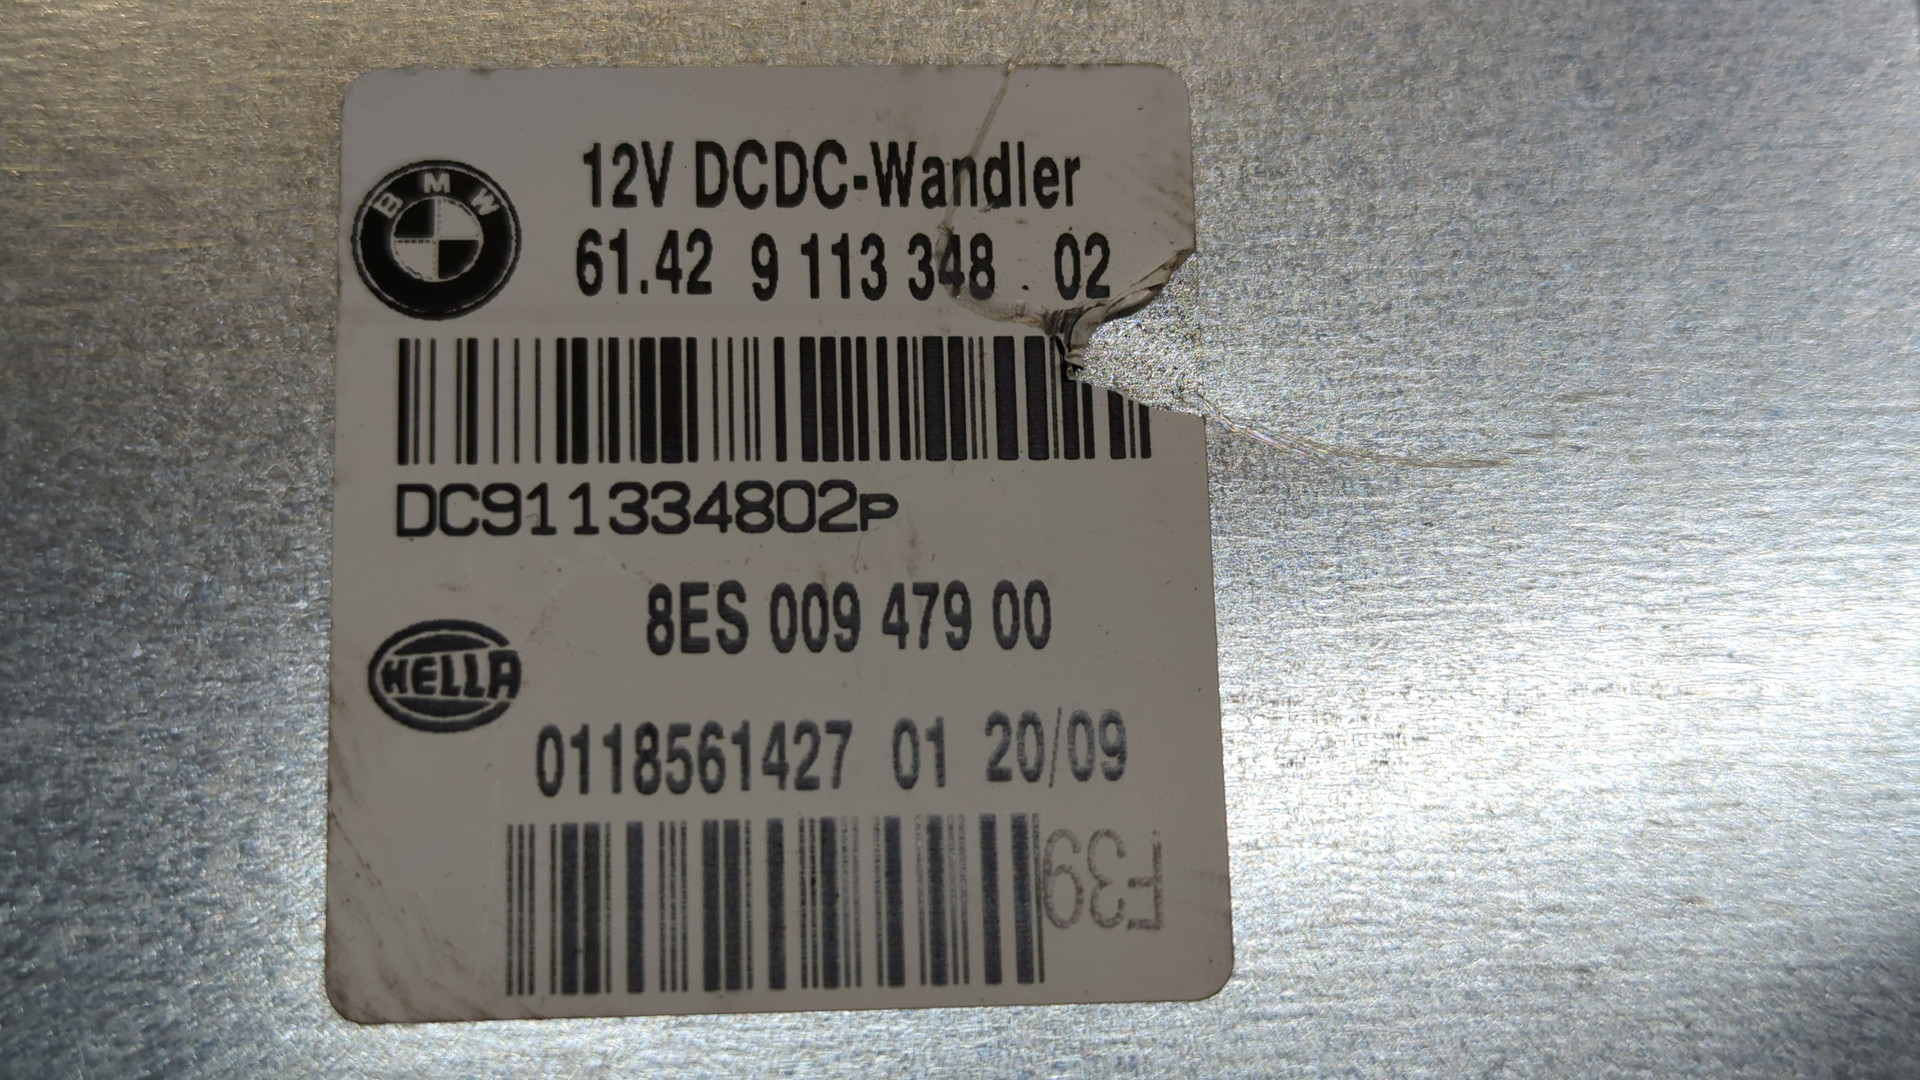 BMW
12V DCDC-Wandler
61.42 9 113 348 . 02
DC911334802P
8ES 009 479 00
HELLA
0118561427 01 20/09
F39